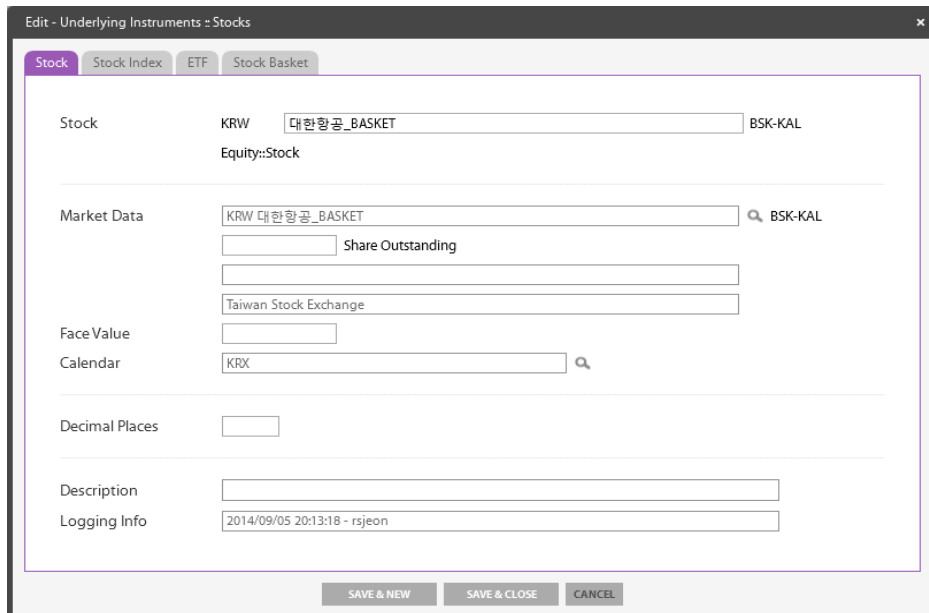 Edit - Underlying Instruments :: Stocks ×
Stock Stock Index ETF Stock Basket
Stock KRW 대한항공_BASKET BSK-KAL
Equity::Stock
Market Data KRW 대한항공_BASKET BSK-KAL
Share Outstanding
Taiwan Stock Exchange
Face Value
Calendar KRX
Decimal Places
Description
Logging Info 2014/09/05 20:13:18 - rsjeon
SAVE & NEW SAVE & CLOSE CANCEL